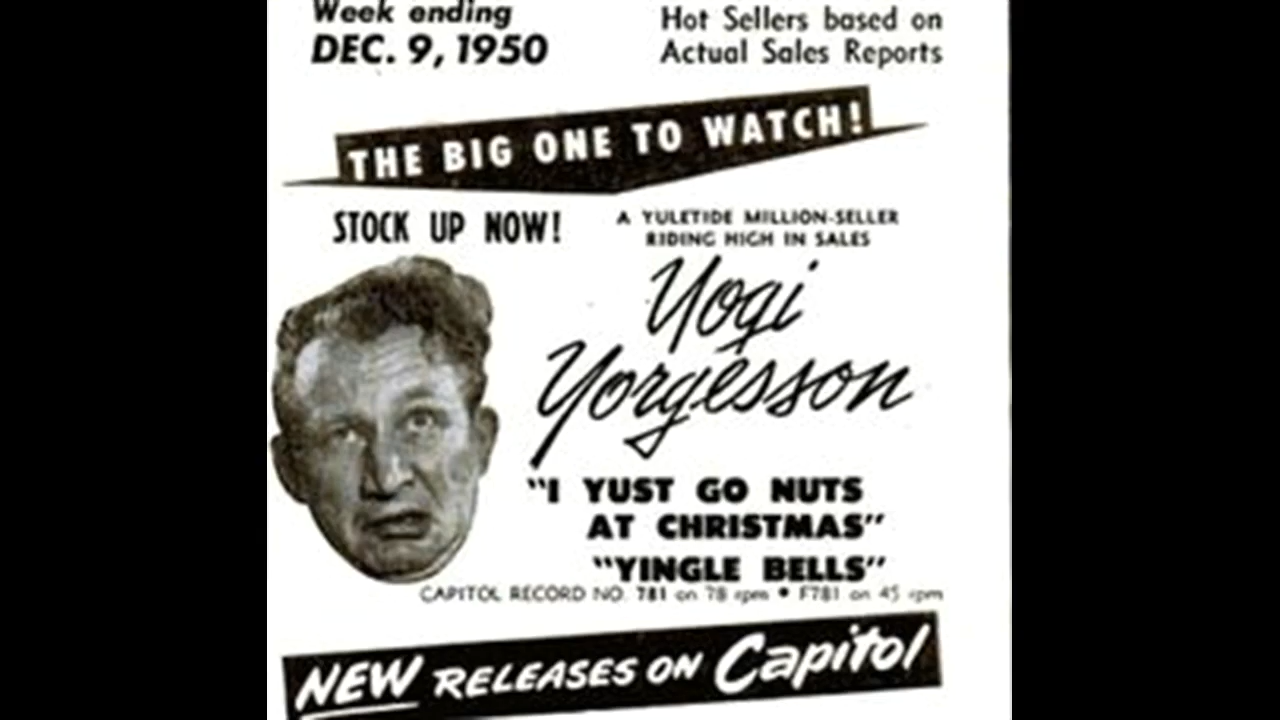 Week ending
DEC. 9, 1950
Hot Sellers based on
Actual Sales Reports
THE BIG ONE TO WATCH!
STOCK UP NOW!
A YULETIDE MILLION-SELLER
RIDING HIGH IN SALES
Yogi
Yorgesson
"I YUST GO NUTS
AT CHRISTMAS"
"YINGLE BELLS"
CAPITOL RECORD NO. 781 on 78 rpm • F781 on 45 rpm
NEW RELEASES ON Capitol